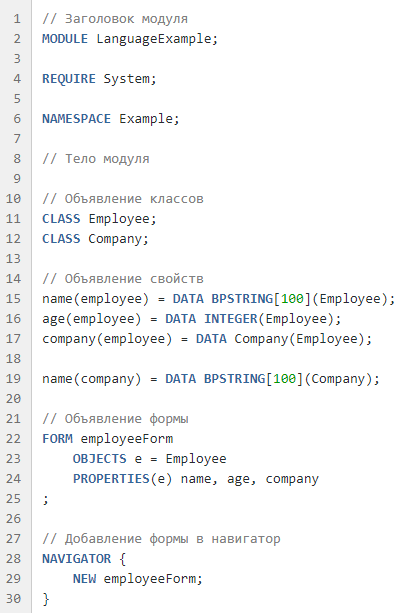 1 // Заголовок модуля
2 MODULE LanguageExample;
3
4 REQUIRE System;
5
6 NAMESPACE Example;
7
8 // Тело модуля
9
10 // Объявление классов
11 CLASS Employee;
12 CLASS Company;
13
14 // Объявление свойств
15 name(employee) = DATA BPSTRING[100](Employee);
16 age(employee) = DATA INTEGER(Employee);
17 company(employee) = DATA Company(Employee);
18
19 name(company) = DATA BPSTRING[100](Company);
20
21 // Объявление формы
22 FORM employeeForm
23     OBJECTS e = Employee
24     PROPERTIES(e) name, age, company
25 ;
26
27 // Добавление формы в навигатор
28 NAVIGATOR {
29     NEW employeeForm;
30 }